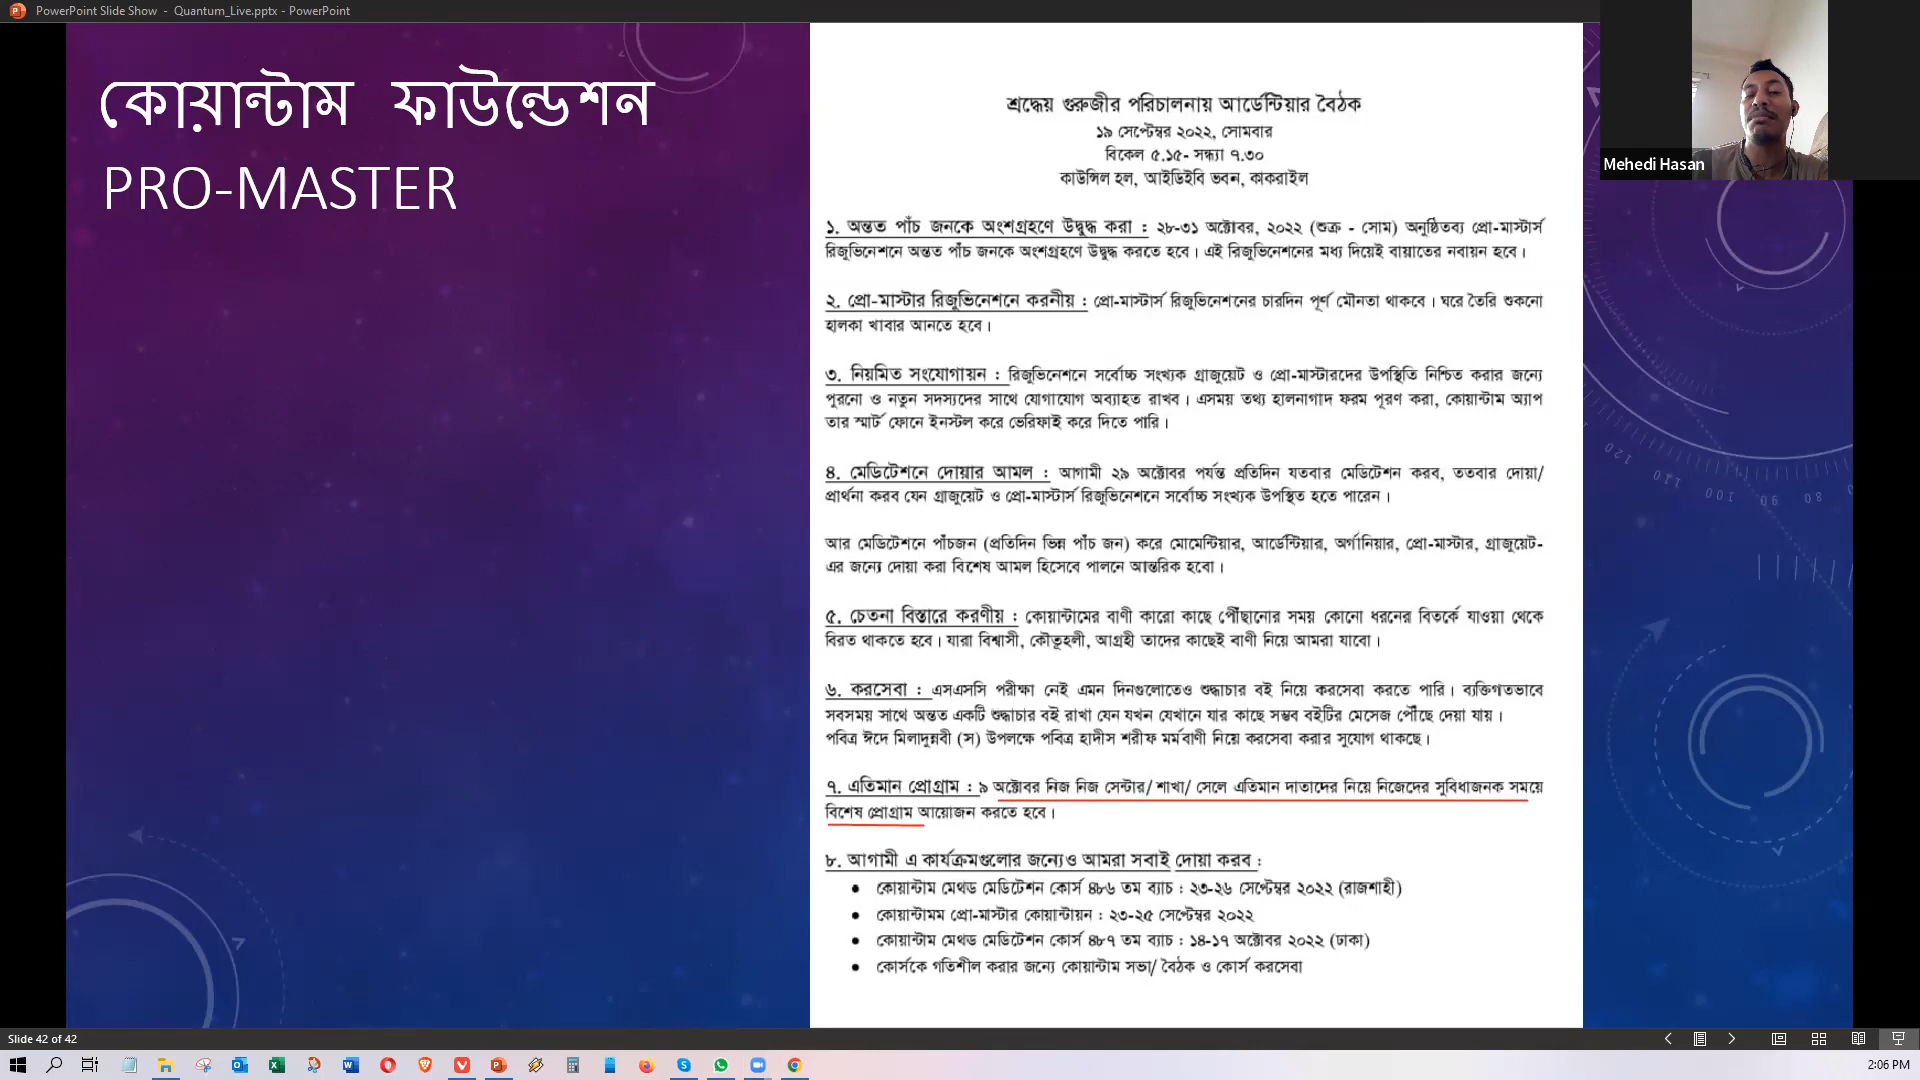 PowerPoint Slide Show - Quantum_Live.pptx - PowerPoint
কোয়ান্টাম ফাউন্ডেশন
PRO-MASTER
শ্রদ্ধেয় গুরুজীর পরিচালনায় আর্ডেন্টিয়ার বৈঠক
১৯ সেপ্টেম্বর ২০২২, সোমবার
বিকেল ৫.১৫- সন্ধ্যা ৭.৩০
কাউন্সিল হল, আইডিইবি ভবন, কাকরাইল
১. অন্তত পাঁচ জনকে অংশগ্রহণে উদ্বুদ্ধ করা : ২৮-৩১ অক্টোবর, ২০২২ (শুক্র - সোম) অনুষ্ঠিতব্য প্রো-মাস্টার্স
রিজুভিনেশনে অন্তত পাঁচ জনকে অংশগ্রহণে উদ্বুদ্ধ করতে হবে। এই রিজুভিনেশনের মধ্য দিয়েই বায়াতের নবায়ন হবে।
২. প্রো-মাস্টার রিজুভিনেশনে করনীয় : প্রো-মাস্টার্স রিজুভিনেশনের চারদিন পূর্ণ মৌনতা থাকবে। ঘরে তৈরি শুকনো
হালকা খাবার আনতে হবে।
৩. নিয়মিত সংযোগায়ন : রিজুভিনেশনে সর্বোচ্চ সংখ্যক গ্রাজুয়েট ও প্রো-মাস্টারদের উপস্থিতি নিশ্চিত করার জন্যে
পুরনো ও নতুন সদস্যদের সাথে যোগাযোগ অব্যাহত রাখব। এসময় তথ্য হালনাগাদ ফরম পূরণ করা, কোয়ান্টাম অ্যাপ
তার স্মার্ট ফোনে ইনস্টল করে ভেরিফাই করে দিতে পারি।
৪. মেডিটেশনে দোয়ার আমল : আগামী ২৯ অক্টোবর পর্যন্ত প্রতিদিন যতবার মেডিটেশন করব, ততবার দোয়া/
প্রার্থনা করব যেন গ্রাজুয়েট ও প্রো-মাস্টার্স রিজুভিনেশনে সর্বোচ্চ সংখ্যক উপস্থিত হতে পারেন।
আর মেডিটেশনে পাঁচজন (প্রতিদিন ভিন্ন পাঁচ জন) করে মোমেন্টিয়ার, আর্ডেন্টিয়ার, অর্গানিয়ার, প্রো-মাস্টার, গ্রাজুয়েট-
এর জন্যে দোয়া করা বিশেষ আমল হিসেবে পালনে আন্তরিক হবো।
৫. চেতনা বিস্তারে করণীয় : কোয়ান্টামের বাণী কারো কাছে পৌঁছানোর সময় কোনো ধরনের বিতর্কে যাওয়া থেকে
বিরত থাকতে হবে। যারা বিশ্বাসী, কৌতূহলী, আগ্রহী তাদের কাছেই বাণী নিয়ে আমরা যাবো।
৬. করসেবা : এসএসসি পরীক্ষা নেই এমন দিনগুলোতেও শুদ্ধাচার বই নিয়ে করসেবা করতে পারি। ব্যক্তিগতভাবে
সবসময় সাথে অন্তত একটি শুদ্ধাচার বই রাখা যেন যখন যেখানে যার কাছে সম্ভব বইটির মেসেজ পৌঁছে দেয়া যায়।
পবিত্র ঈদে মিলাদুন্নবী (স) উপলক্ষে পবিত্র হাদীস শরীফ মর্মবাণী নিয়ে করসেবা করার সুযোগ থাকছে।
৭. এতিমান প্রোগ্রাম : ৯ অক্টোবর নিজ নিজ সেন্টার/ শাখা/ সেলে এতিমান দাতাদের নিয়ে নিজেদের সুবিধাজনক সময়ে
বিশেষ প্রোগ্রাম আয়োজন করতে হবে।
৮. আগামী এ কার্যক্রমগুলোর জন্যেও আমরা সবাই দোয়া করব :
• কোয়ান্টাম মেথড মেডিটেশন কোর্স ৪৮৬ তম ব্যাচ : ২৩-২৬ সেপ্টেম্বর ২০২২ (রাজশাহী)
• কোয়ান্টামম প্রো-মাস্টার কোয়ান্টায়ন : ২৩-২৫ সেপ্টেম্বর ২০২২
• কোয়ান্টাম মেথড মেডিটেশন কোর্স ৪৮৭ তম ব্যাচ : ১৪-১৭ অক্টোবর ২০২২ (ঢাকা)
• কোর্সকে গতিশীল করার জন্যে কোয়ান্টাম সভা/ বৈঠক ও কোর্স করসেবা
Mehedi Hasan
120 110 100 90 80
Slide 42 of 42
2:06 PM